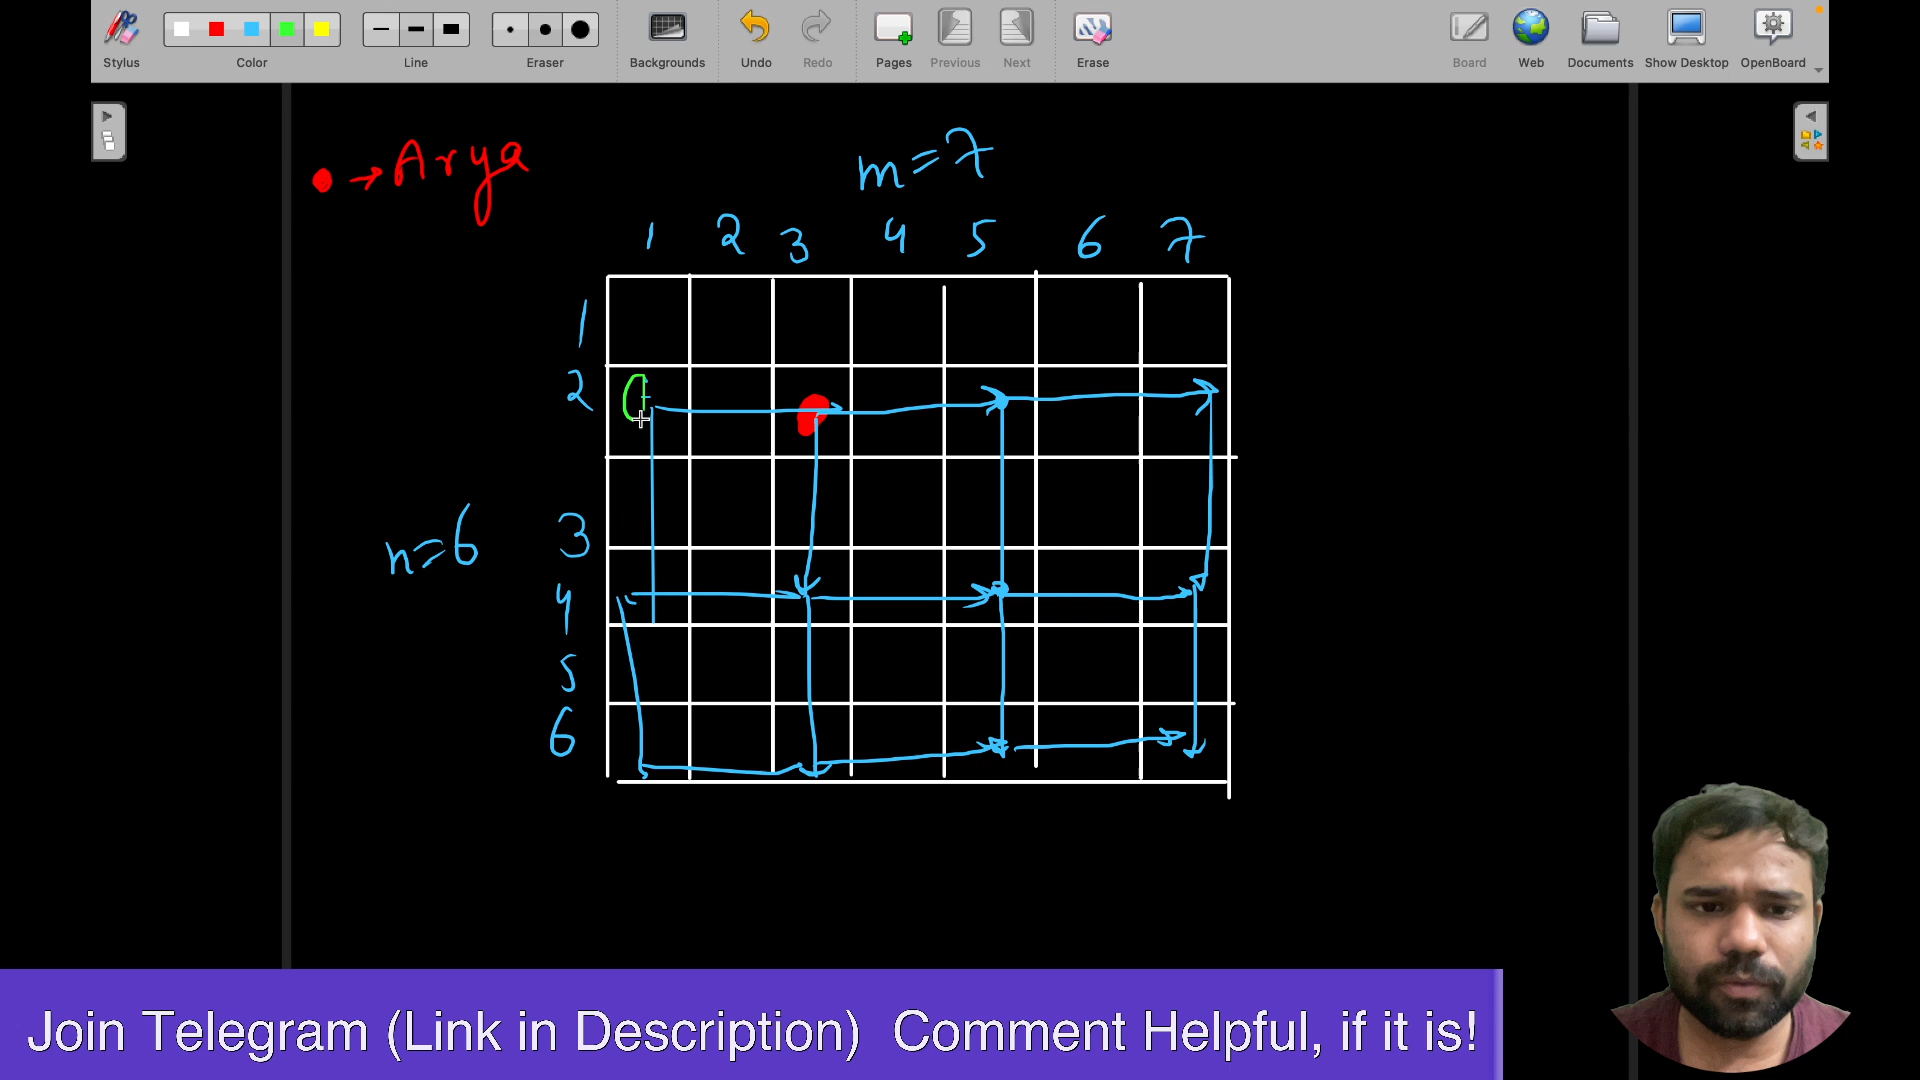 Stylus Color Line Eraser Backgrounds Undo Redo Pages Previous Next Erase Board Web Documents Show Desktop OpenBoard
→ Arya
m=7
1 2 3 4 5 6 7
1
2
n=6
3
4
5
6
Join Telegram (Link in Description) Comment Helpful, if it is!